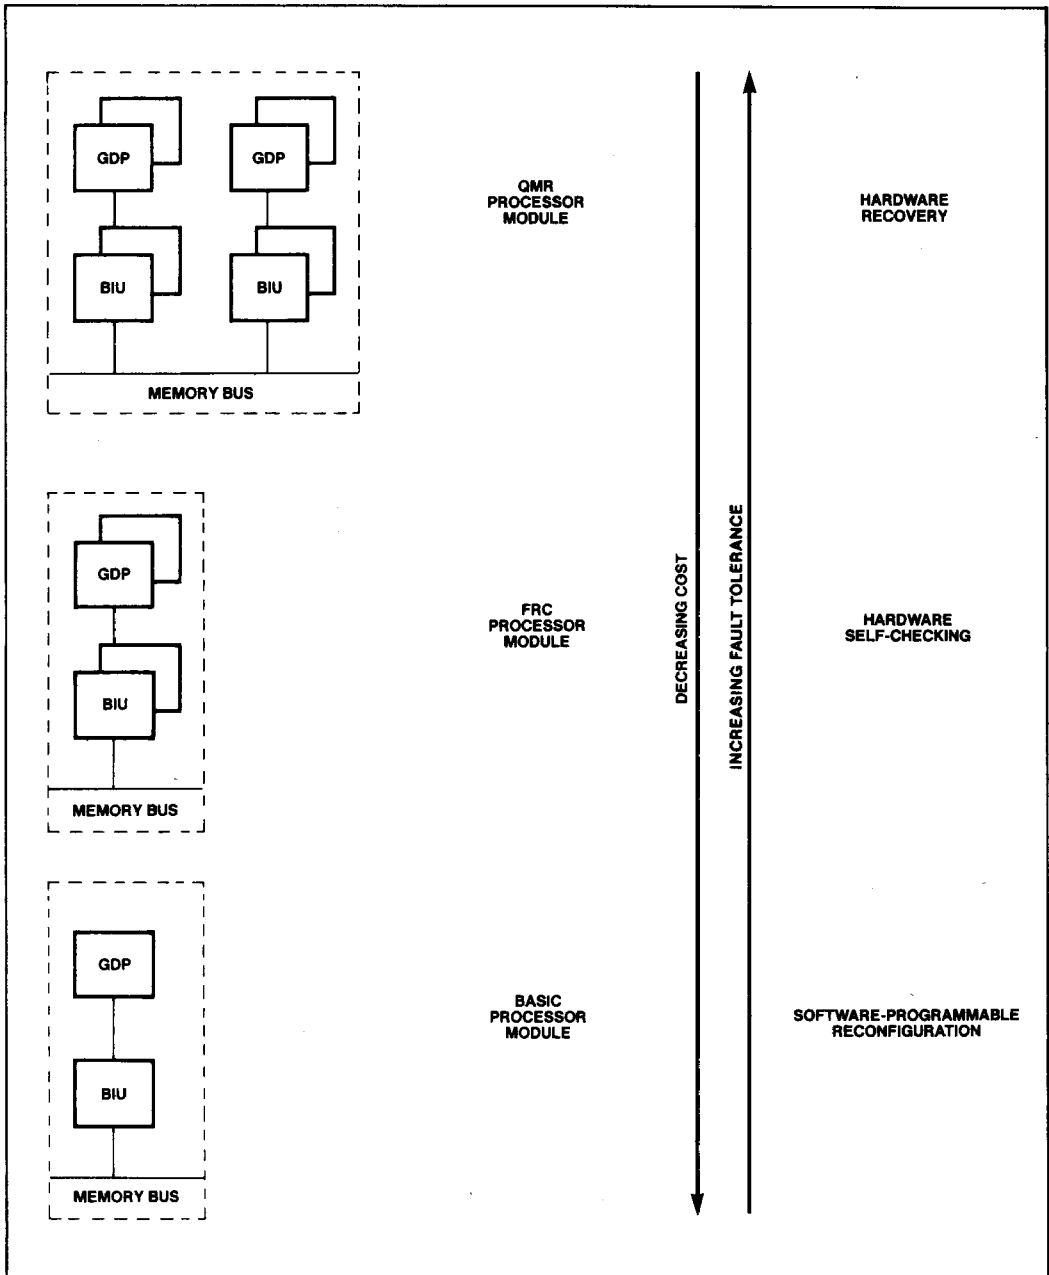 GDP
GDP
BIU
BIU
MEMORY BUS
QMR
PROCESSOR
MODULE
HARDWARE
RECOVERY
GDP
BIU
MEMORY BUS
FRC
PROCESSOR
MODULE
DECREASING COST
INCREASING FAULT TOLERANCE
HARDWARE
SELF-CHECKING
GDP
BIU
MEMORY BUS
BASIC
PROCESSOR
MODULE
SOFTWARE-PROGRAMMABLE
RECONFIGURATION